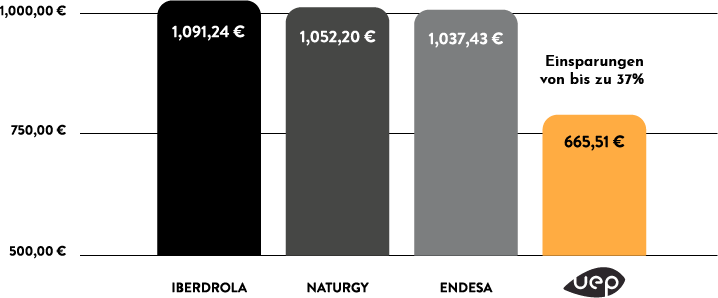 1,000,00 €
1,091,24 €
1,052,20 €
1,037,43 €
Einsparungen
von bis zu 37%
750,00 €
665,51 €
500,00 €
IBERDROLA
NATURGY
ENDESA
uep